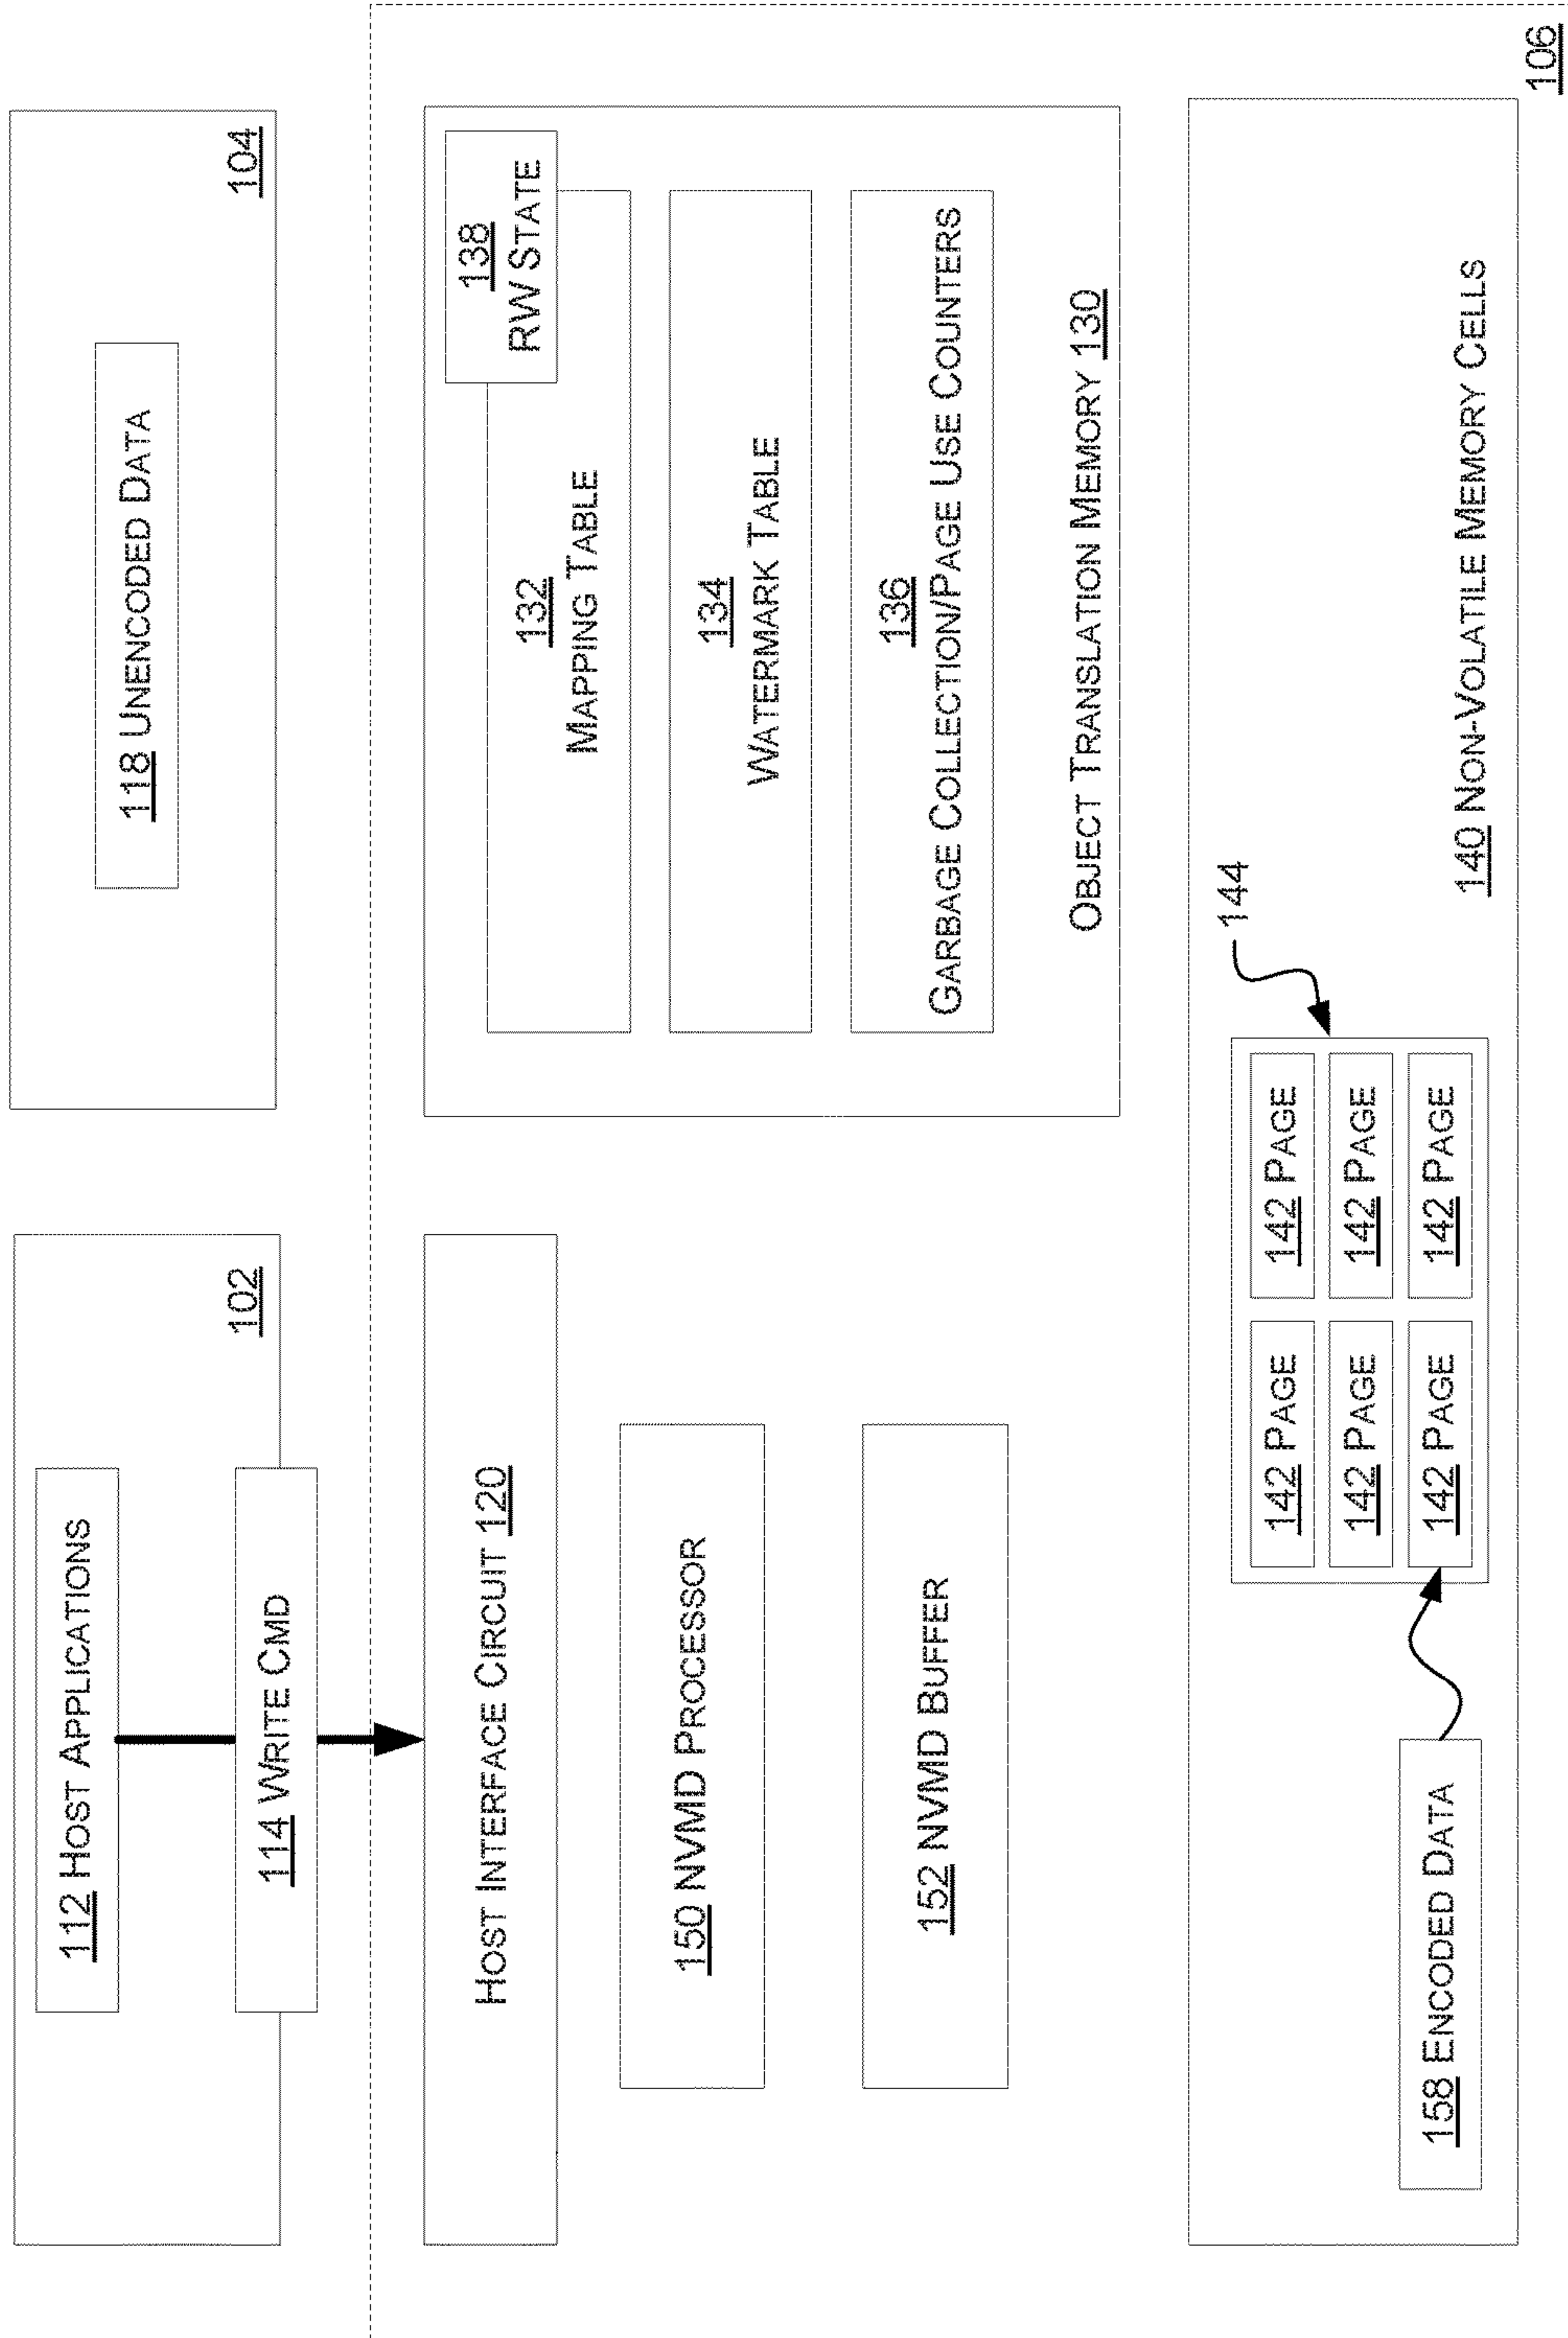 112 HOST APPLICATIONS
114 WRITE CMD
102
118 UNENCODED DATA
104
HOST INTERFACE CIRCUIT 120
150 NVMD PROCESSOR
152 NVMD BUFFER
138
RW STATE
132
MAPPING TABLE
134
WATERMARK TABLE
136
GARBAGE COLLECTION/PAGE USE COUNTERS
OBJECT TRANSLATION MEMORY 130
144
142 PAGE
142 PAGE
142 PAGE
142 PAGE
142 PAGE
142 PAGE
158 ENCODED DATA
140 NON-VOLATILE MEMORY CELLS
106